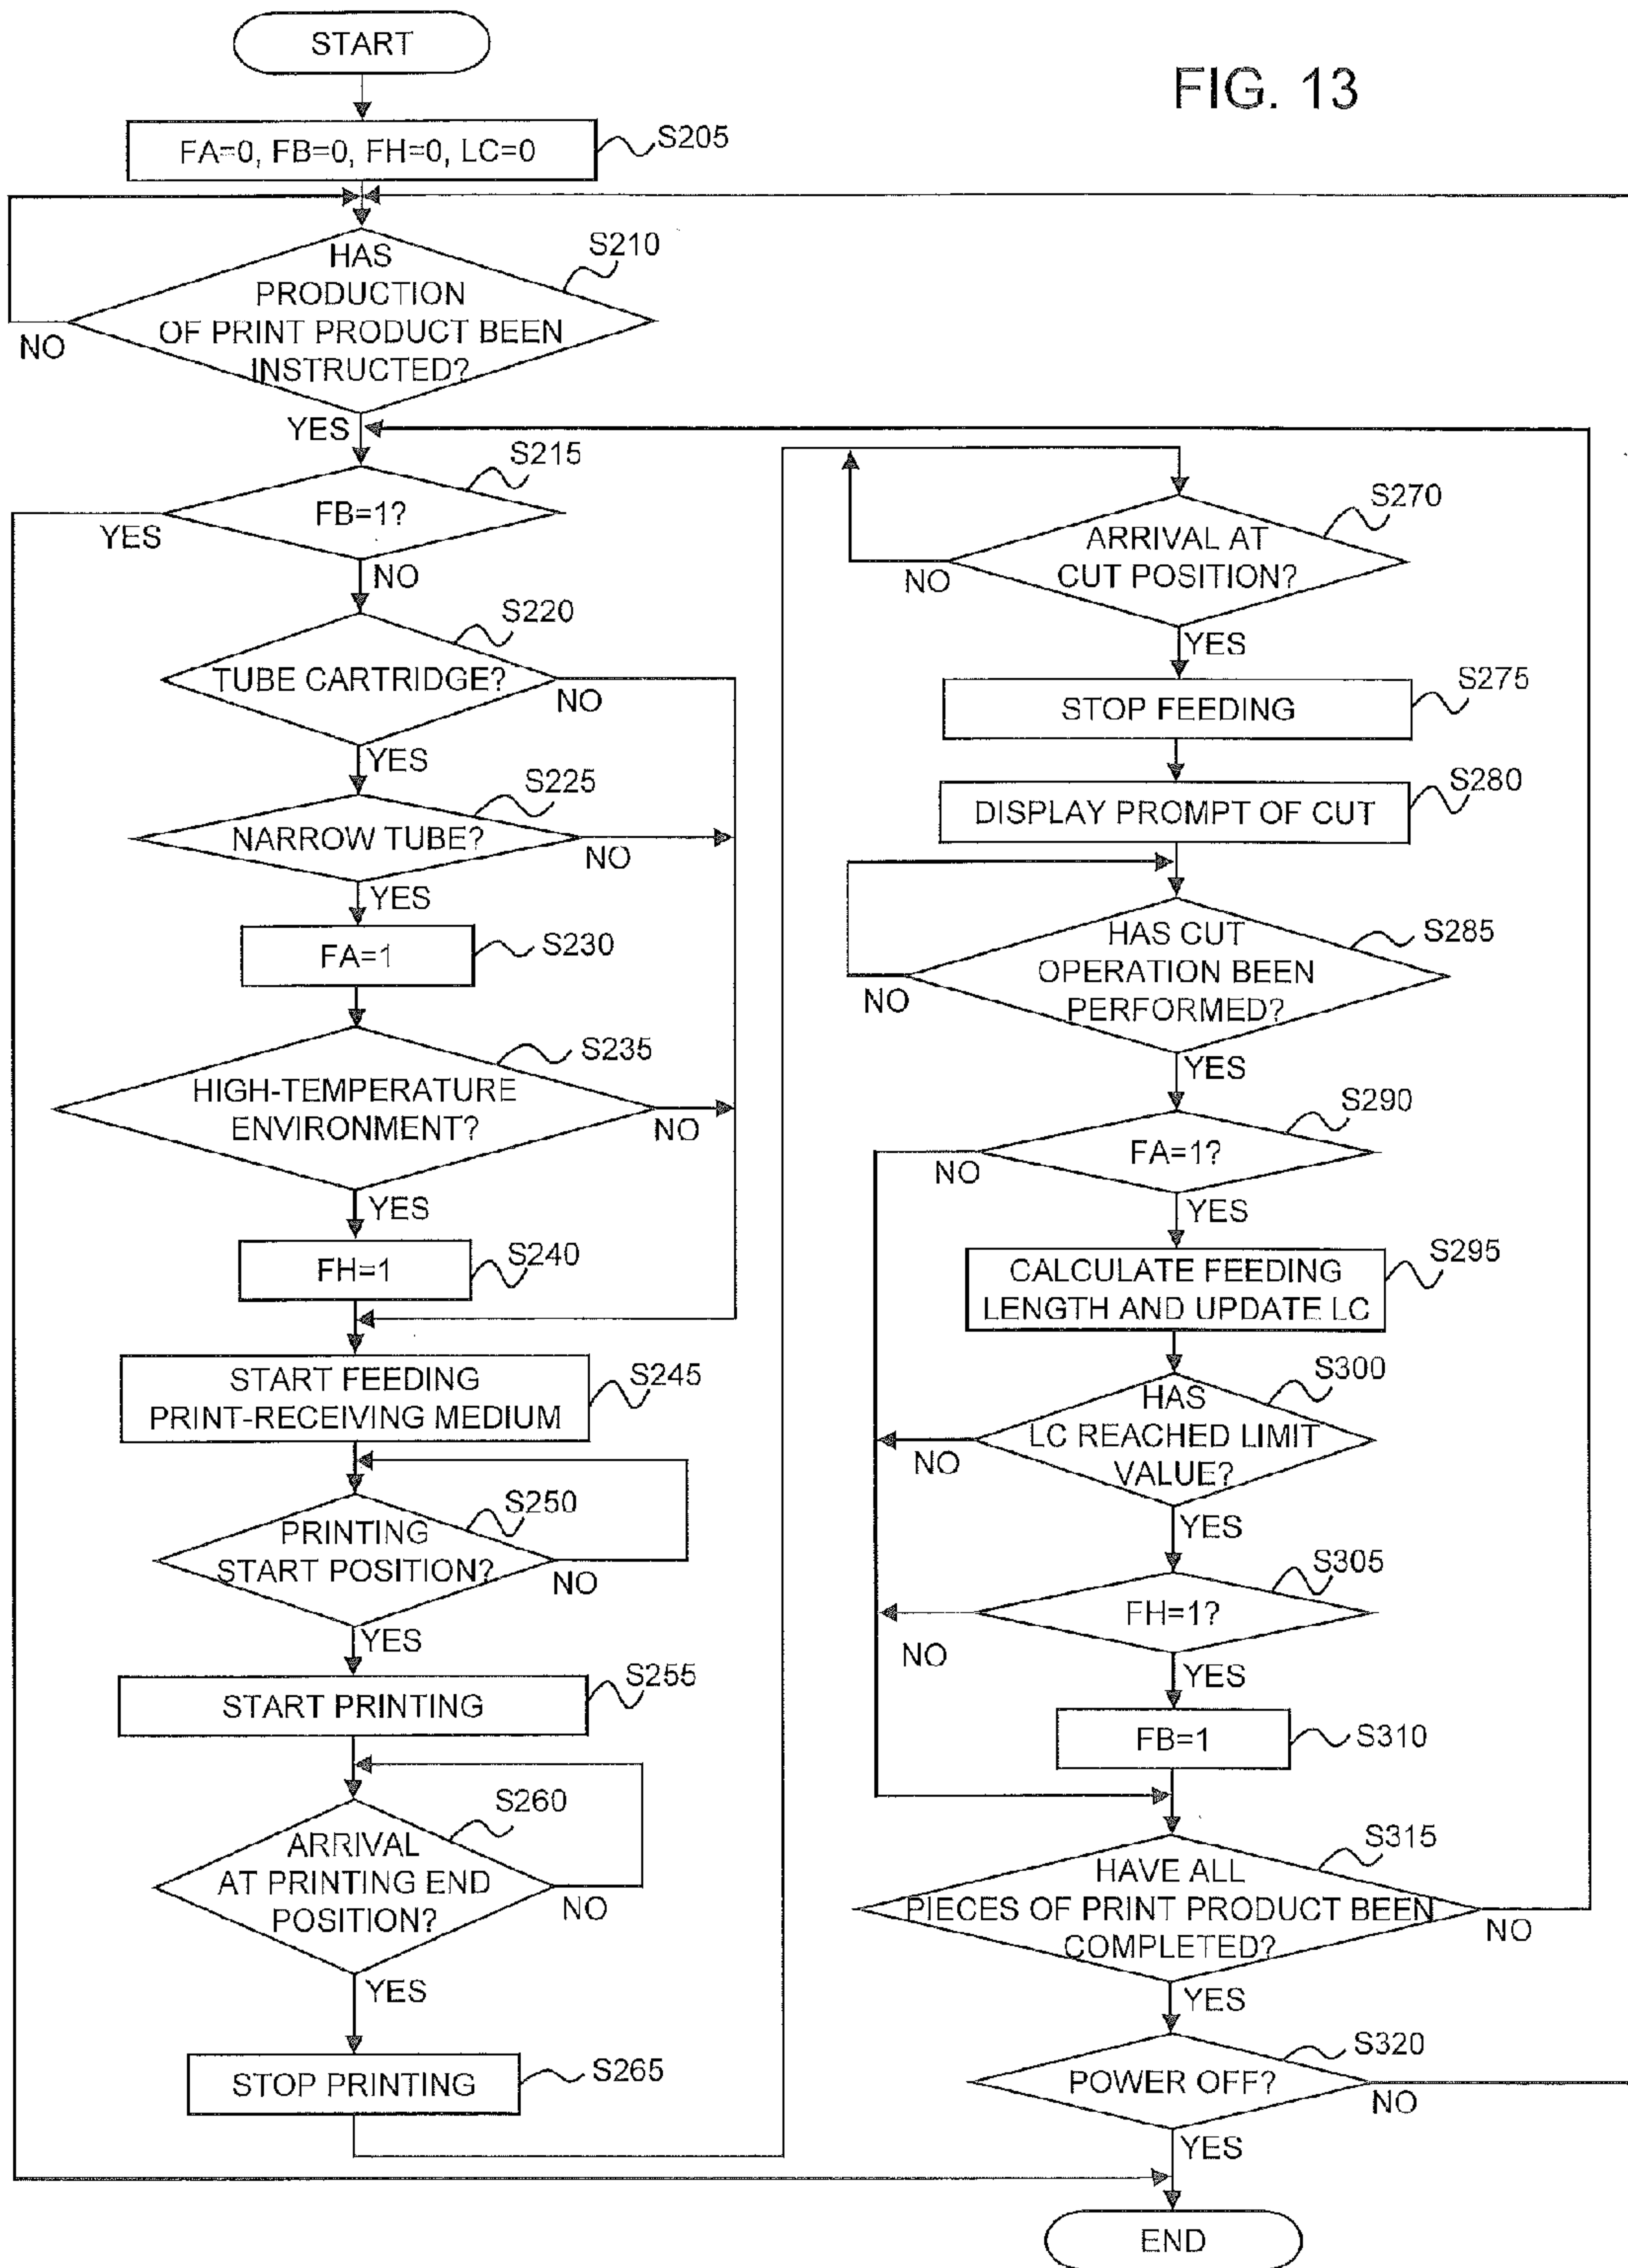 FIG. 13
START
FA=0, FB=0, FH=0, LC=0
S205
HAS
PRODUCTION
OF PRINT PRODUCT BEEN
INSTRUCTED?
S210
NO
YES
FB=1?
S215
YES
NO
TUBE CARTRIDGE?
S220
NO
YES
NARROW TUBE?
S225
NO
YES
FA=1
S230
HIGH-TEMPERATURE
ENVIRONMENT?
S235
NO
YES
FH=1
S240
START FEEDING
PRINT-RECEIVING MEDIUM
S245
PRINTING
START POSITION?
S250
NO
YES
START PRINTING
S255
ARRIVAL
AT PRINTING END
POSITION?
S260
NO
YES
STOP PRINTING
S265
ARRIVAL AT
CUT POSITION?
S270
NO
YES
STOP FEEDING
S275
DISPLAY PROMPT OF CUT
S280
HAS CUT
OPERATION BEEN
PERFORMED?
S285
NO
YES
FA=1?
S290
NO
YES
CALCULATE FEEDING
LENGTH AND UPDATE LC
S295
HAS
LC REACHED LIMIT
VALUE?
S300
NO
YES
FH=1?
S305
NO
YES
FB=1
S310
HAVE ALL
PIECES OF PRINT PRODUCT BEEN
COMPLETED?
S315
NO
YES
POWER OFF?
S320
NO
YES
END